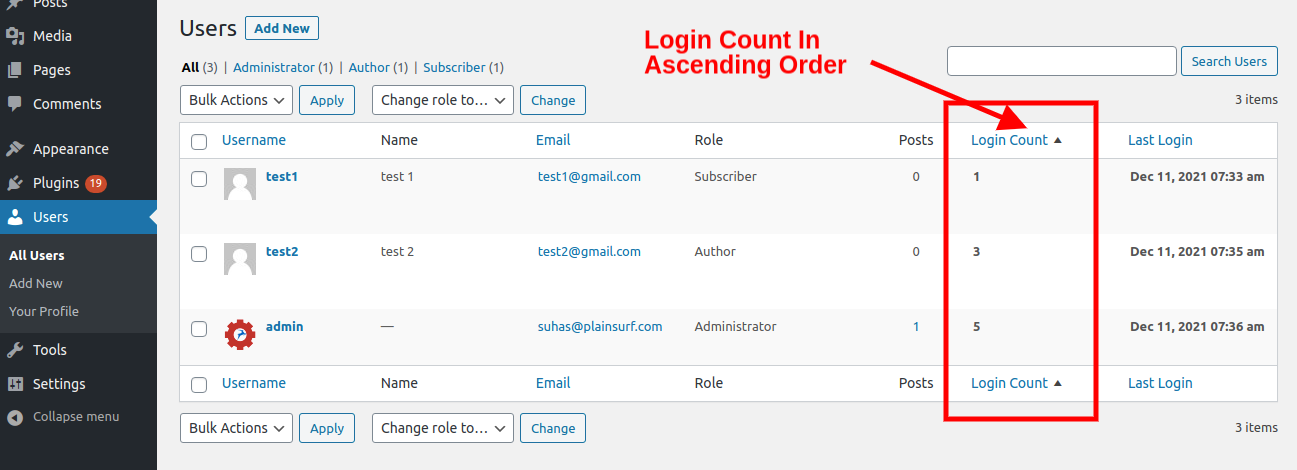 Posts
Media
Pages
Comments
Appearance
Plugins 19
Users
All Users
Add New
Your Profile
Tools
Settings
Collapse menu
Users Add New
Login Count In
Ascending Order
All (3) | Administrator (1) | Author (1) | Subscriber (1)
Search Users
Bulk Actions Apply Change role to... Change
3 items
Username Name Email Role Posts Login Count Last Login
test1 test 1 test1@gmail.com Subscriber 0 1 Dec 11, 2021 07:33 am
test2 test 2 test2@gmail.com Author 0 3 Dec 11, 2021 07:35 am
admin — suhas@plainsurf.com Administrator 1 5 Dec 11, 2021 07:36 am
Username Name Email Role Posts Login Count Last Login
Bulk Actions Apply Change role to... Change
3 items